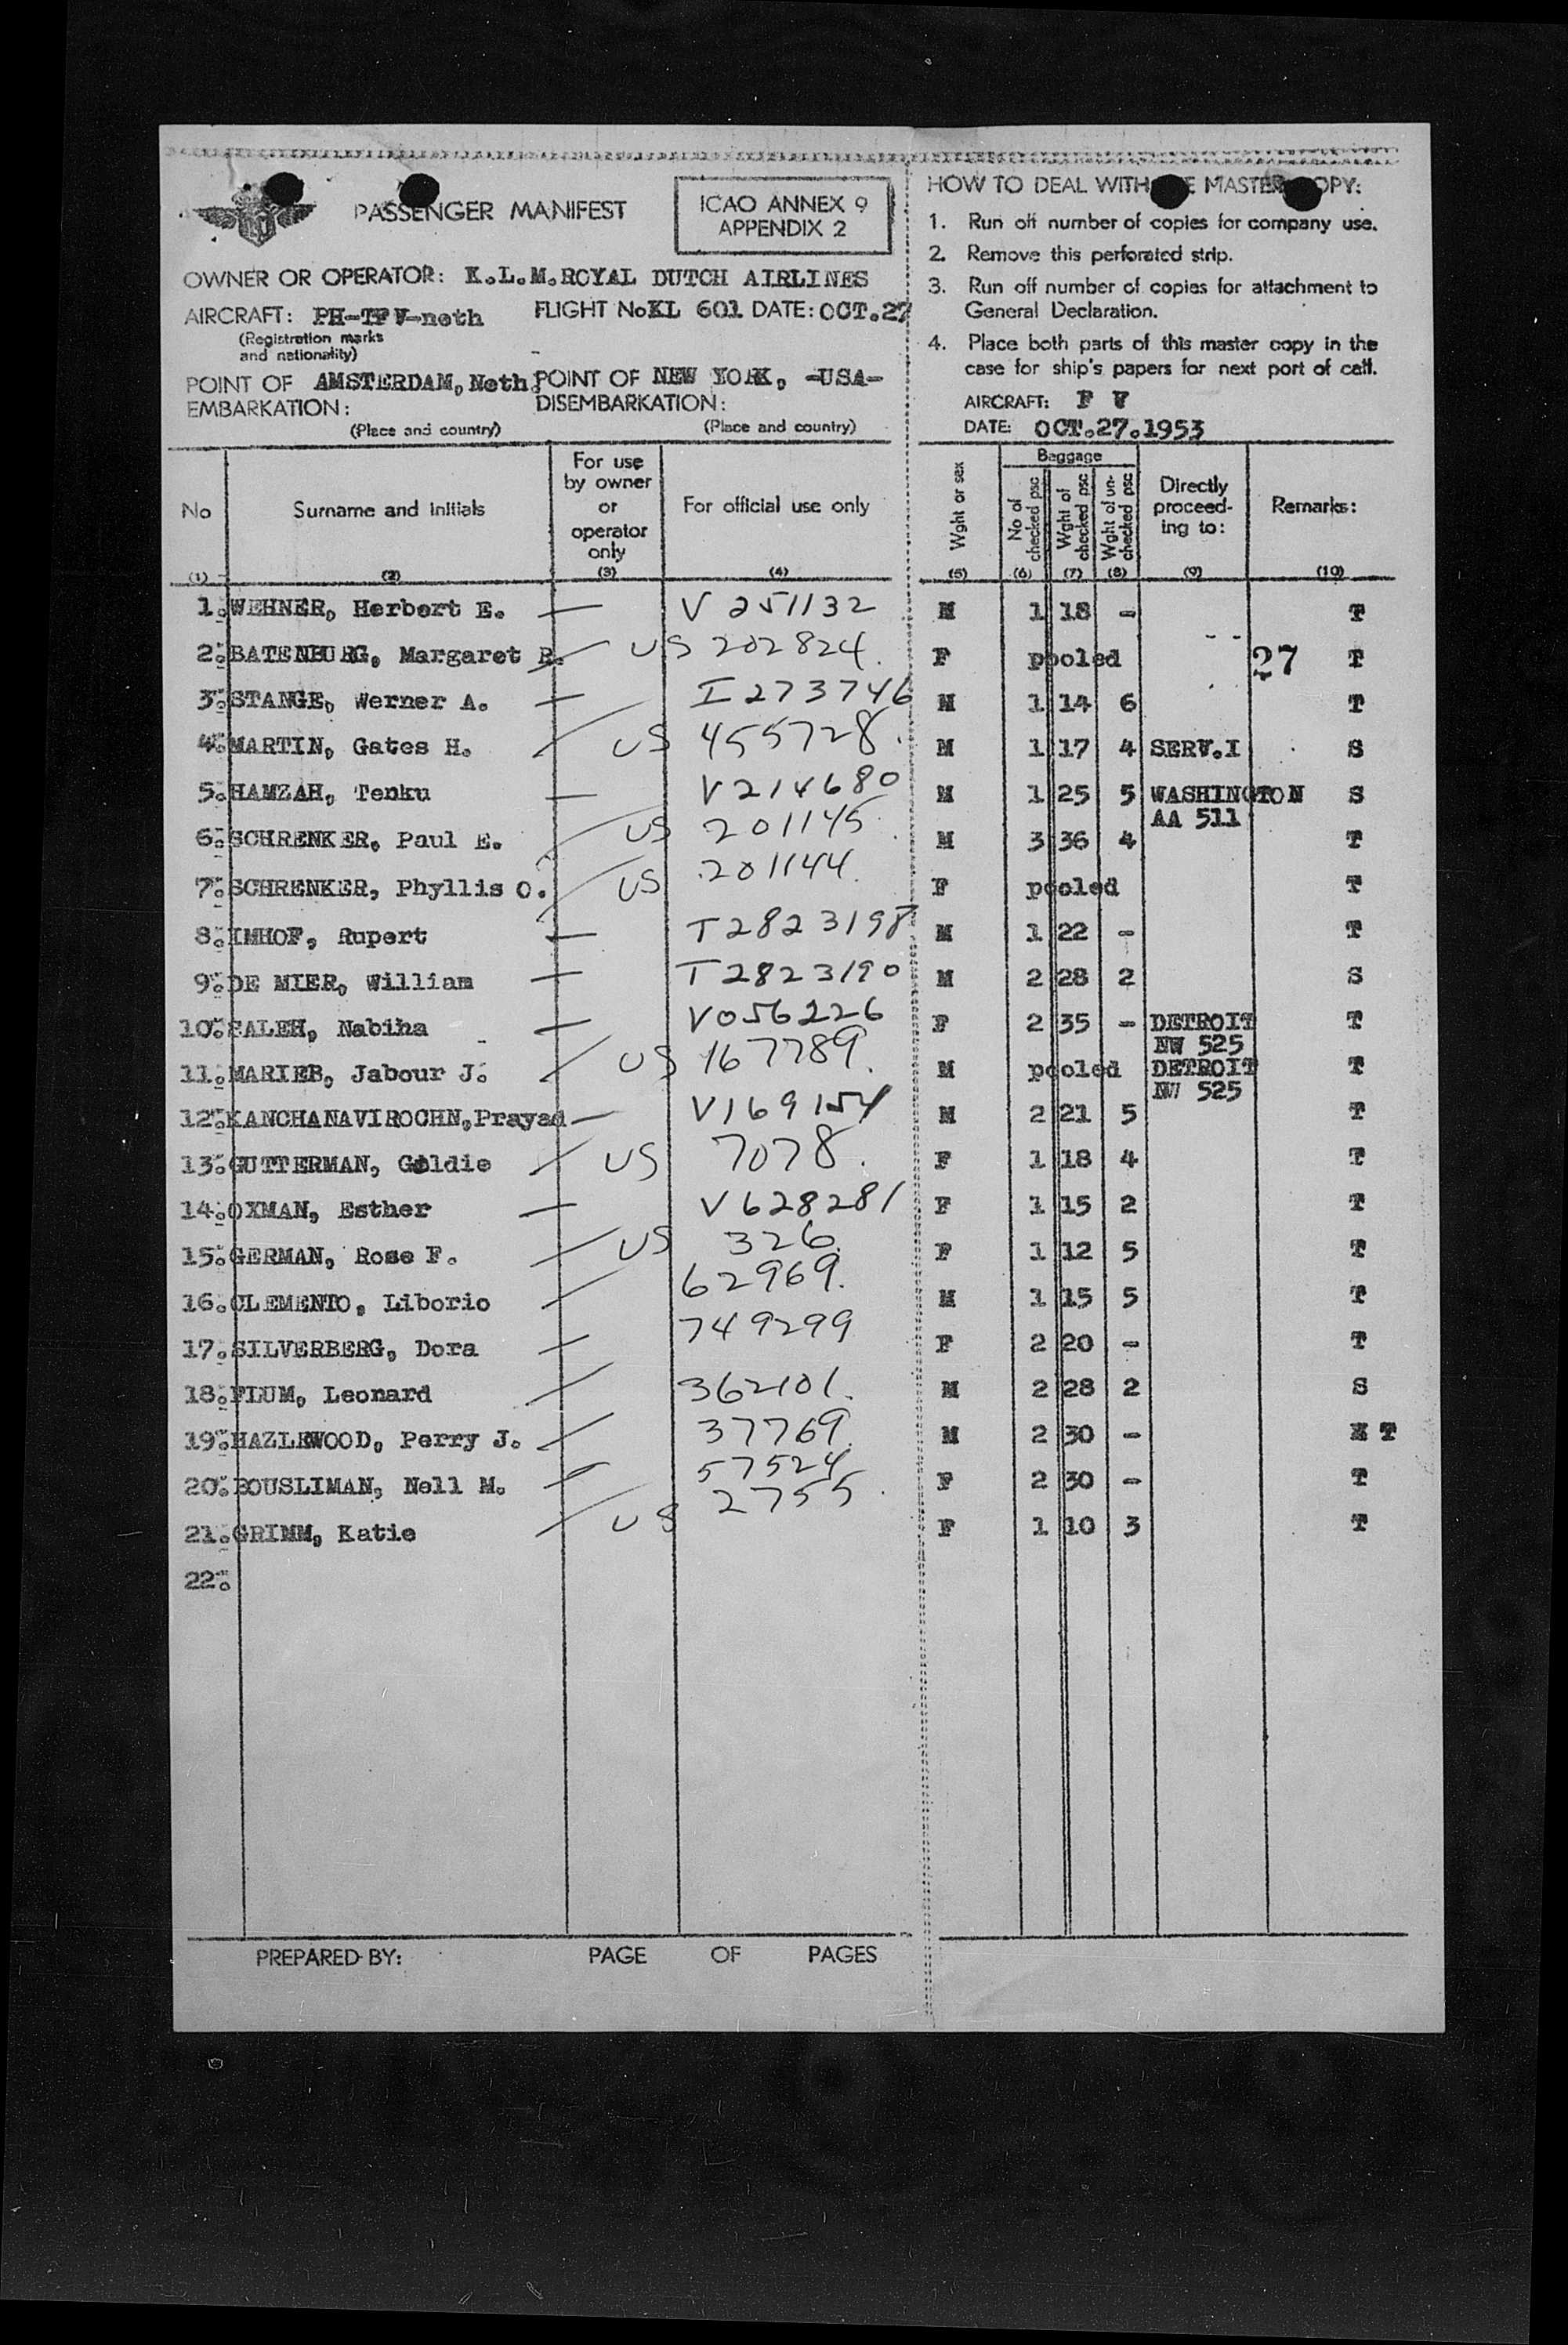 PASSENGER MANIFEST
ICAO ANNEX 9
APPENDIX 2
OWNER OR OPERATOR: K.L.M.ROYAL DUTCH AIRLINES
AIRCRAFT: PH-TFV-neth FLIGHT No KL 601 DATE: OCT.27
(Registration marks
and nationality)
POINT OF AMSTERDAM, Neth. POINT OF NEW YORK, -USA-
EMBARKATION: DISEMBARKATION:
(Place and country) (Place and country)
HOW TO DEAL WITH MASTER COPY:
1. Run off number of copies for company use.
2. Remove this perforated strip.
3. Run off number of copies for attachment to
General Declaration.
4. Place both parts of this master copy in the
case for ship's papers for next port of call.
AIRCRAFT: F V
DATE: OCT.27.1953
No Surname and initials For use by owner or operator only For official use only Wght or sex Baggage No of checked psc Wght of checked psc Wght of un-checked psc Directly proceed-ing to: Remarks:
(1) (2) (3) (4) (5) (6) (7) (8) (9) (10)
1. WEHNER, Herbert E. — V 251132 M 1 18 - T
2. BATENBURG, Margaret R. / US 202824. F pooled 27 T
3. STANGE, Werner A. — I 273746 M 1 14 6 T
4. MARTIN, Gates H. / US 455728. M 1 17 4 SERV.I S
5. HAMZAH, Tenku — V214680 M 1 25 5 WASHINGTON S
AA 511
6. SCHRENKER, Paul E. / US 201145 M 3 36 4 T
7. SCHRENKER, Phyllis O. / US 201144. F pooled T
8. IMHOF, Rupert — T2823198 M 1 22 - T
9. DE MIER, William — T2823190 M 2 28 2 S
10. SALEH, Nabiha — V056226 F 2 35 - DETROIT T
NW 525
11. MARIEB, Jabour J. / US 167789. M pooled DETROIT T
NW 525
12. KANCHANAVIROCHN, Prayad — V169154 M 2 21 5 T
13. GUTTERMAN, Goldie / US 7078. F 1 18 4 T
14. OXMAN, Esther — V628281 F 1 15 2 T
15. GERMAN, Rose F. / US 326. F 1 12 5 T
16. CLEMENTO, Liborio / 62969. M 1 15 5 T
17. SILVERBERG, Dora / 749299 F 2 20 - T
18. FLUM, Leonard / 362101. M 2 28 2 S
19. HAZLEWOOD, Perry J. / 37769. M 2 30 - T
20. BOUSLIMAN, Nell M. / 57524 F 2 30 - T
21. GRIMM, Katie / US 2755. F 1 10 3 T
22.
PREPARED BY: PAGE OF PAGES